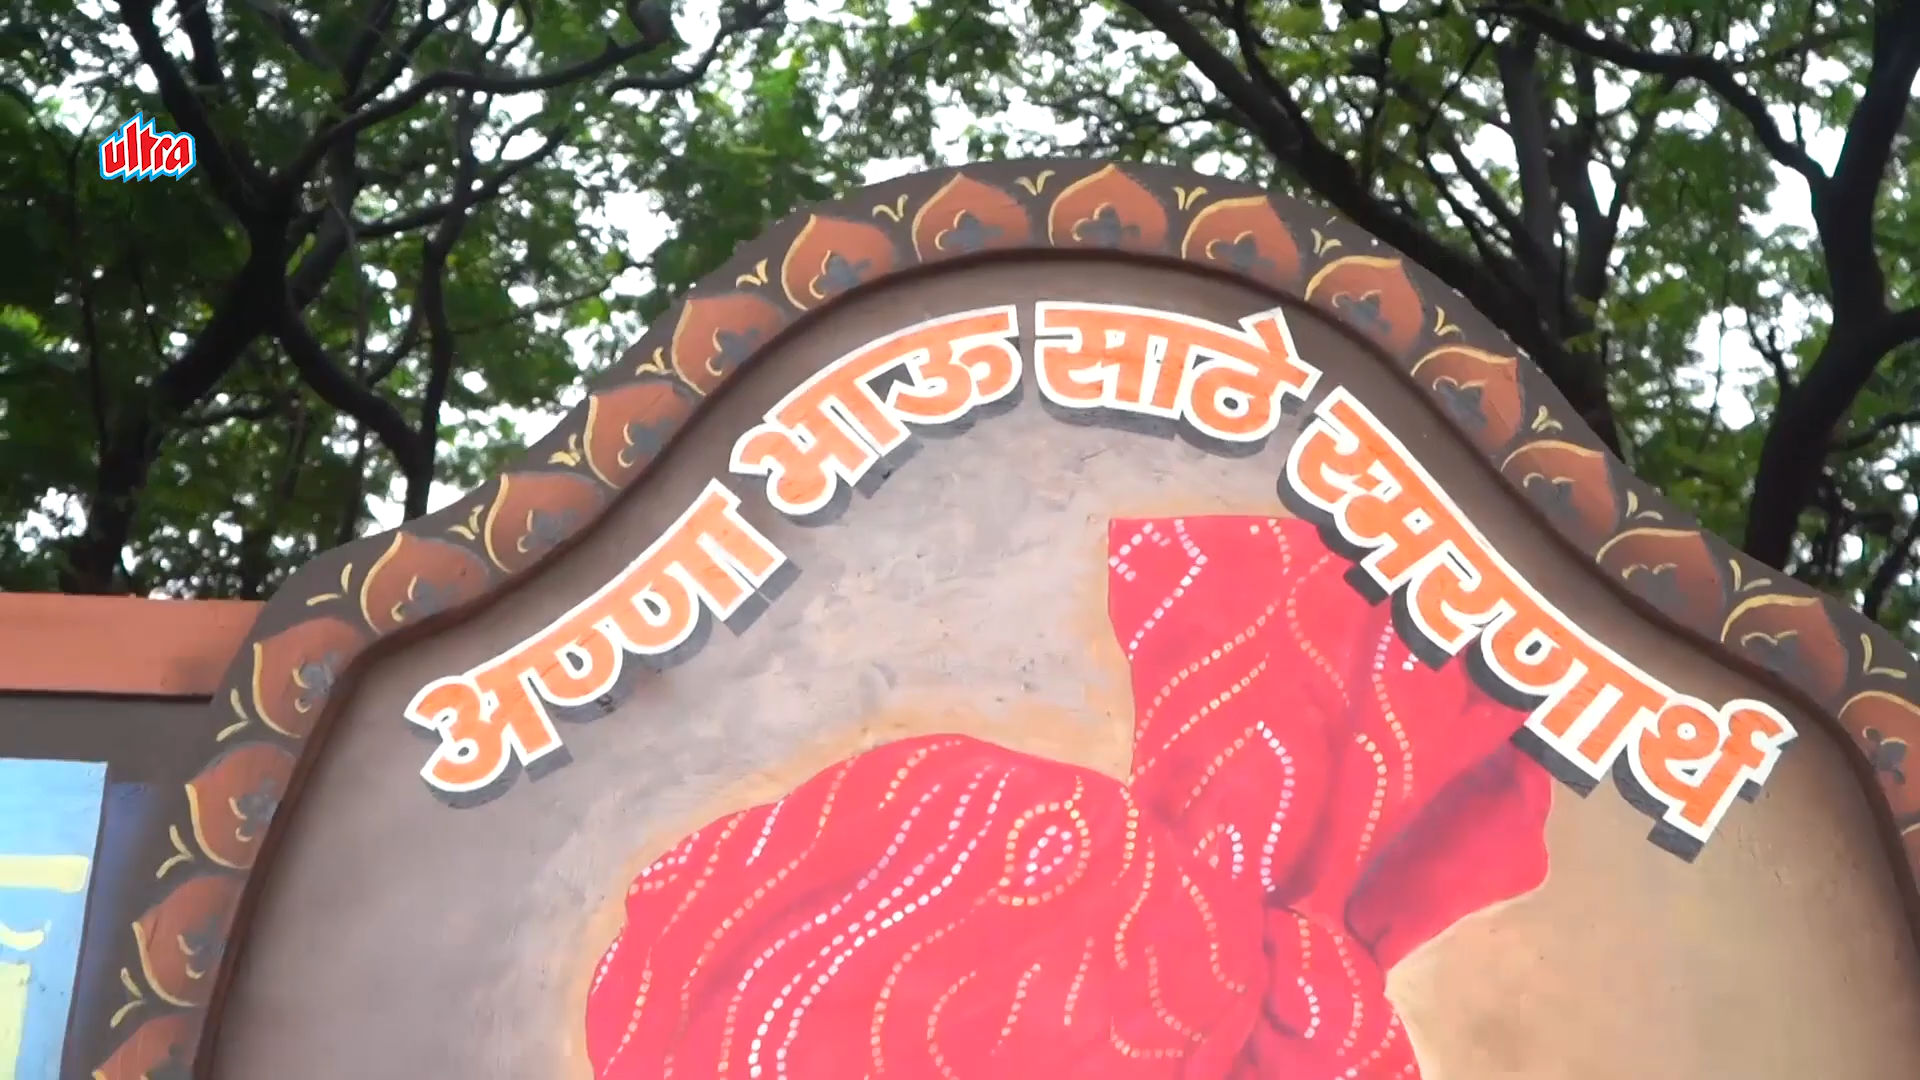 ultra
अण्णा भाऊ साठे स्मरणार्थ